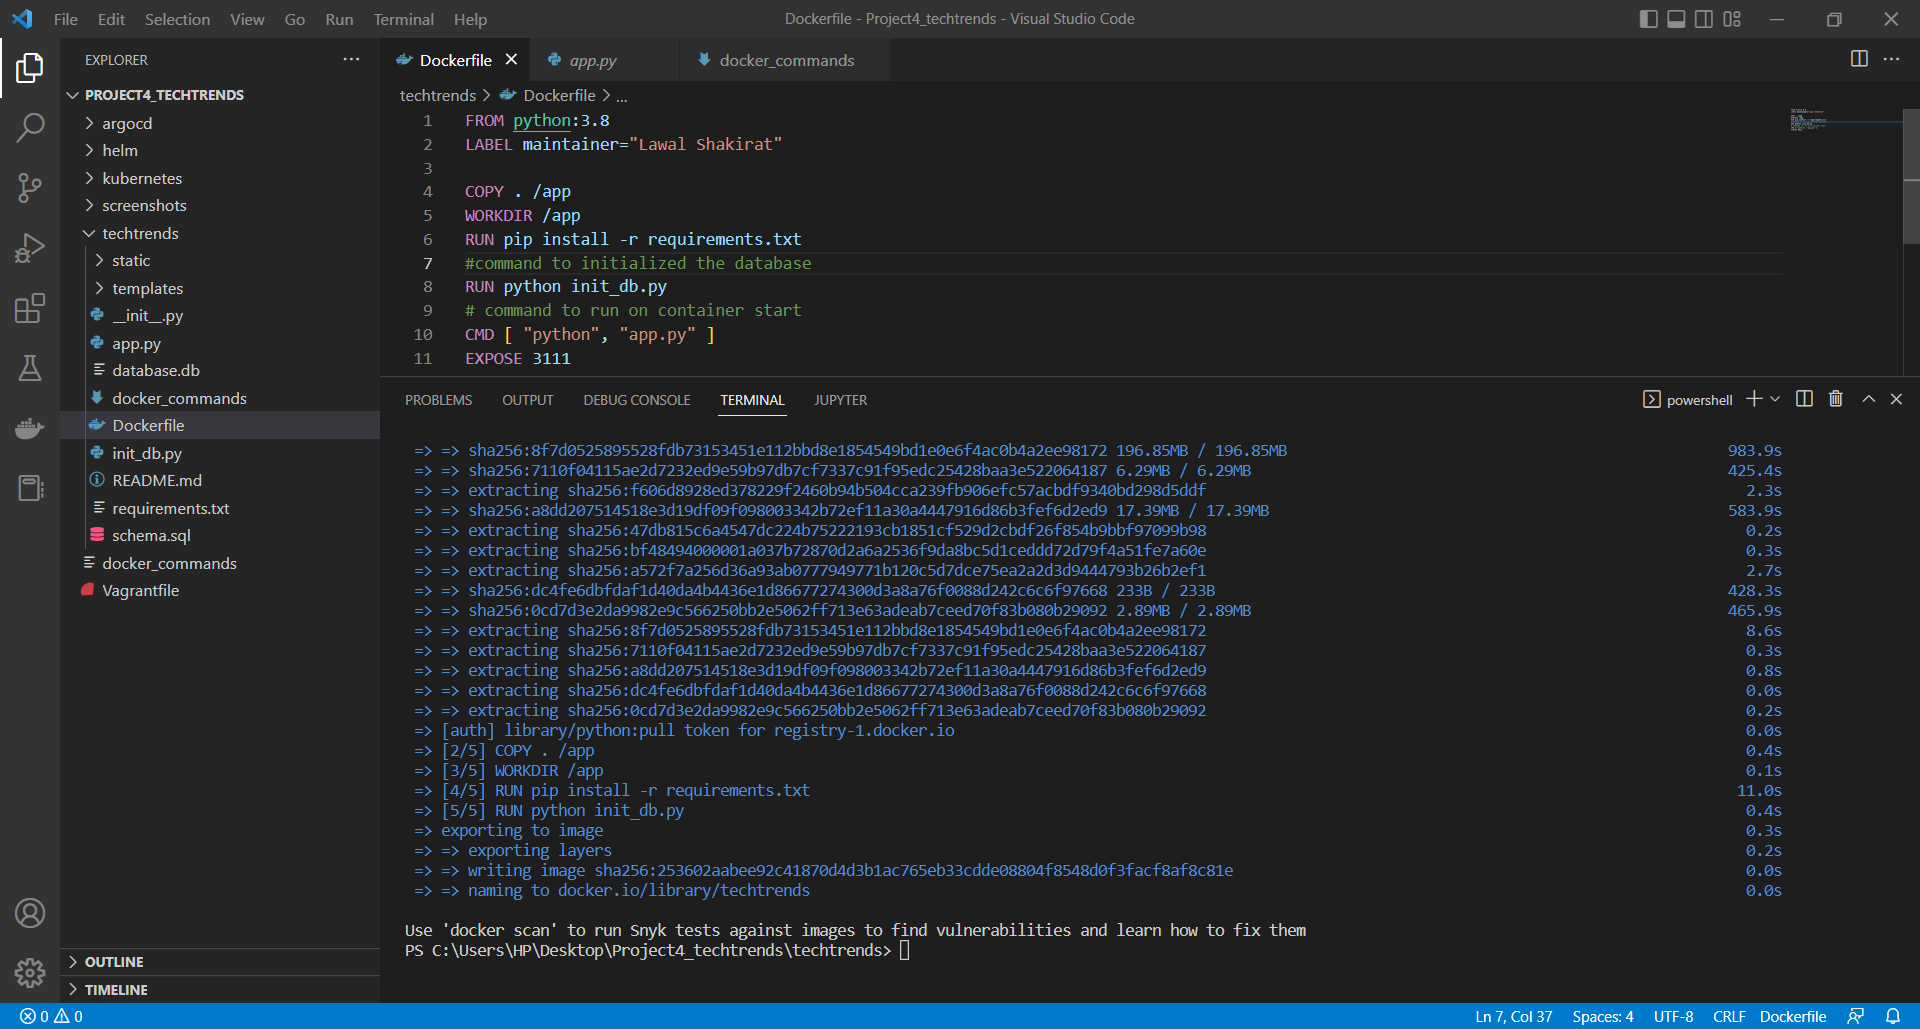 File Edit Selection View Go Run Terminal Help
Dockerfile - Project4_techtrends - Visual Studio Code
EXPLORER
PROJECT4_TECHTRENDS
argocd
helm
kubernetes
screenshots
techtrends
static
templates
__init__.py
app.py
database.db
docker_commands
Dockerfile
init_db.py
README.md
requirements.txt
schema.sql
docker_commands
Vagrantfile
OUTLINE
TIMELINE
Dockerfile app.py docker_commands
techtrends > Dockerfile > ...
1 FROM python:3.8
2 LABEL maintainer="Lawal Shakirat"
3
4 COPY . /app
5 WORKDIR /app
6 RUN pip install -r requirements.txt
7 #command to initialized the database
8 RUN python init_db.py
9 # command to run on container start
10 CMD [ "python", "app.py" ]
11 EXPOSE 3111
PROBLEMS OUTPUT DEBUG CONSOLE TERMINAL JUPYTER
powershell
=> => sha256:8f7d0525895528fdb73153451e112bbd8e1854549bd1e0e6f4ac0b4a2ee98172 196.85MB / 196.85MB 983.9s
=> => sha256:7110f04115ae2d7232ed9e59b97db7cf7337c91f95edc25428baa3e522064187 6.29MB / 6.29MB 425.4s
=> => extracting sha256:f606d8928ed378229f2460b94b504cca239fb906efc57acbdf9340bd298d5ddf 2.3s
=> => sha256:a8dd207514518e3d19df09f098003342b72ef11a30a4447916d86b3fef6d2ed9 17.39MB / 17.39MB 583.9s
=> => extracting sha256:47db815c6a4547dc224b75222193cb1851cf529d2cbdf26f854b9bbf97099b98 0.2s
=> => extracting sha256:bf48494000001a037b72870d2a6a2536f9da8bc5d1ceddd72d79f4a51fe7a60e 0.3s
=> => extracting sha256:a572f7a256d36a93ab0777949771b120c5d7dce75ea2a2d3d9444793b26b2ef1 2.7s
=> => sha256:dc4fe6dbfdaf1d40da4b4436e1d86677274300d3a8a76f0088d242c6c6f97668 233B / 233B 428.3s
=> => sha256:0cd7d3e2da9982e9c566250bb2e5062ff713e63adeab7ceed70f83b080b29092 2.89MB / 2.89MB 465.9s
=> => extracting sha256:8f7d0525895528fdb73153451e112bbd8e1854549bd1e0e6f4ac0b4a2ee98172 8.6s
=> => extracting sha256:7110f04115ae2d7232ed9e59b97db7cf7337c91f95edc25428baa3e522064187 0.3s
=> => extracting sha256:a8dd207514518e3d19df09f098003342b72ef11a30a4447916d86b3fef6d2ed9 0.8s
=> => extracting sha256:dc4fe6dbfdaf1d40da4b4436e1d86677274300d3a8a76f0088d242c6c6f97668 0.0s
=> => extracting sha256:0cd7d3e2da9982e9c566250bb2e5062ff713e63adeab7ceed70f83b080b29092 0.2s
=> [auth] library/python:pull token for registry-1.docker.io 0.0s
=> [2/5] COPY . /app 0.4s
=> [3/5] WORKDIR /app 0.1s
=> [4/5] RUN pip install -r requirements.txt 11.0s
=> [5/5] RUN python init_db.py 0.4s
=> exporting to image 0.3s
=> => exporting layers 0.2s
=> => writing image sha256:253602aabee92c41870d4d3b1ac765eb33cdde08804f8548d0f3facf8af8c81e 0.0s
=> => naming to docker.io/library/techtrends 0.0s
Use 'docker scan' to run Snyk tests against images to find vulnerabilities and learn how to fix them
PS C:\Users\HP\Desktop\Project4_techtrends\techtrends>
0 0 Ln 7, Col 37 Spaces: 4 UTF-8 CRLF Dockerfile